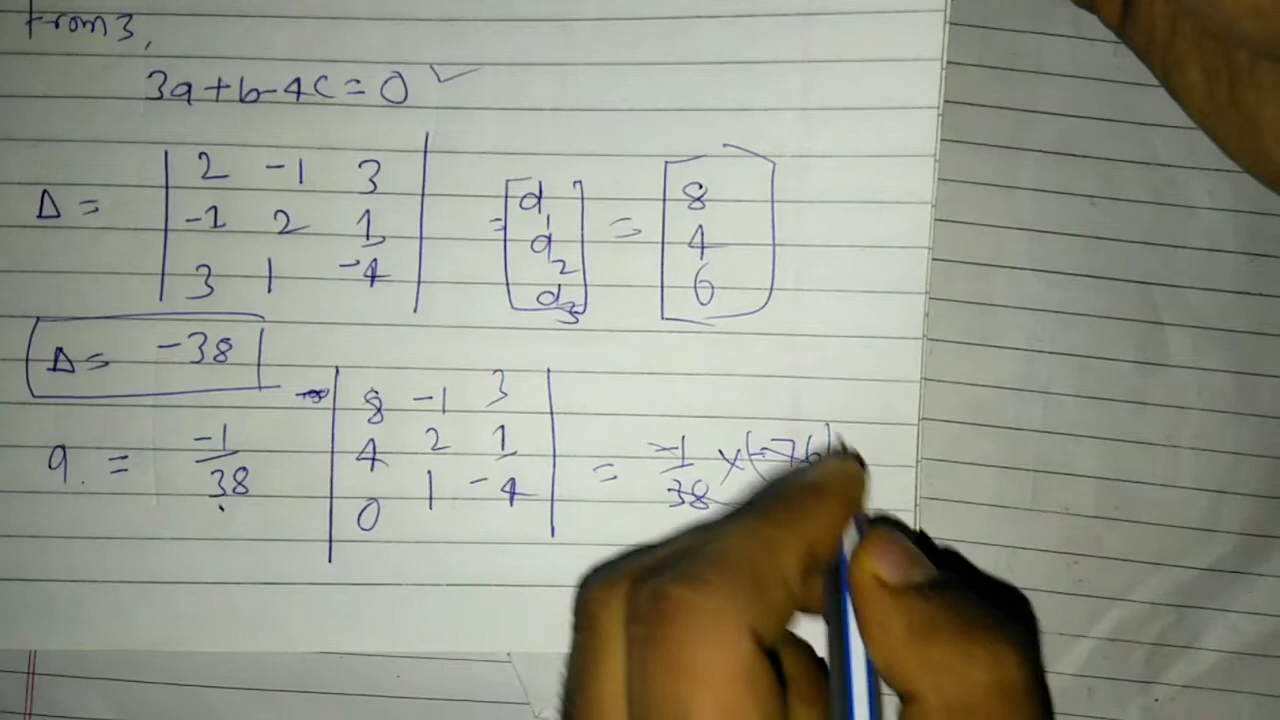 From 3,
3a+b-4c=0 ✓
Δ = | 2 -1 3 | = [ d1 ] = [ 8 ]
| -1 2 1 | [ d2 ] [ 4 ]
| 3 1 -4 | [ d3 ] [ 6 ]
Δ = -38
a = -1/38 | 8 -1 3 | = -1/38 x (-76)
| 4 2 1 |
| 0 1 -4 |